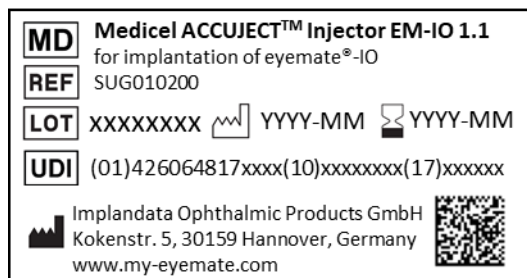 MD Medicel ACCUJECT™ Injector EM-IO 1.1
for implantation of eyemate®-IO
REF SUG010200
LOT XXXXXXXX YYYY-MM YYYY-MM
UDI (01)426064817xxxx(10)xxxxxxxx(17)xxxxxx
Implandata Ophthalmic Products GmbH
Kokenstr. 5, 30159 Hannover, Germany
www.my-eyemate.com